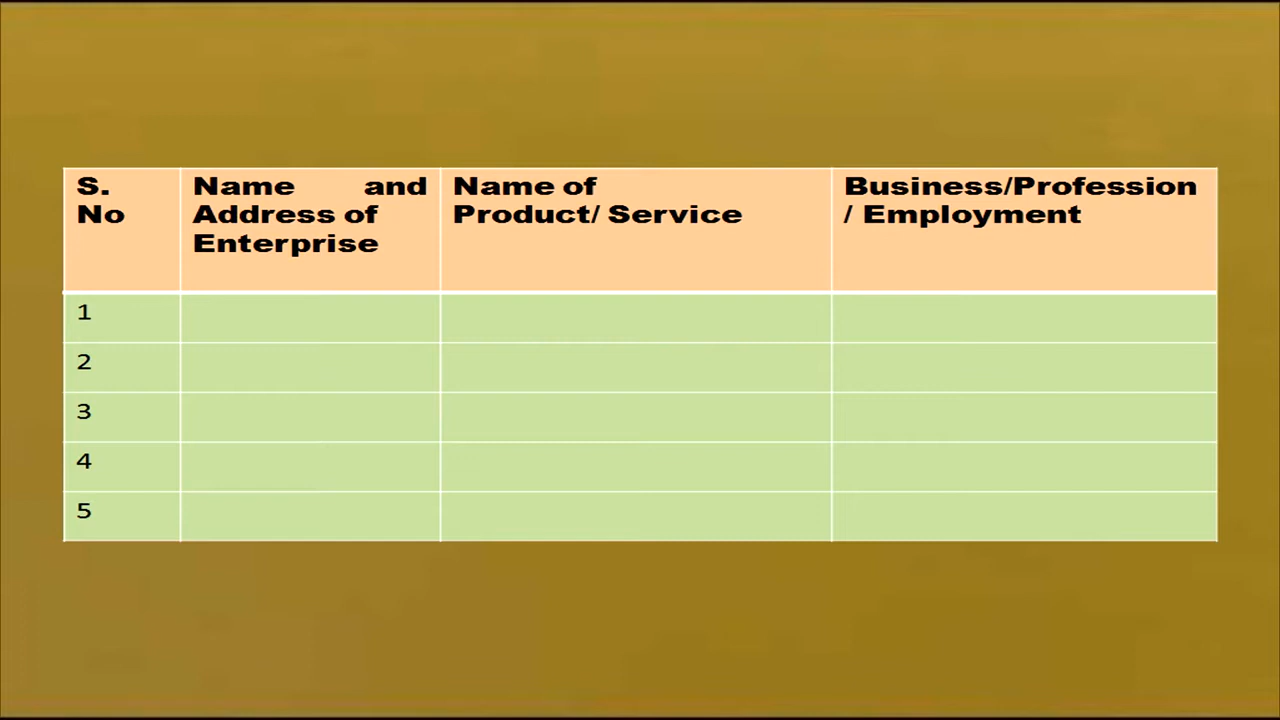 S. No
Name and Address of Enterprise
Name of Product/ Service
Business/Profession / Employment
1
2
3
4
5